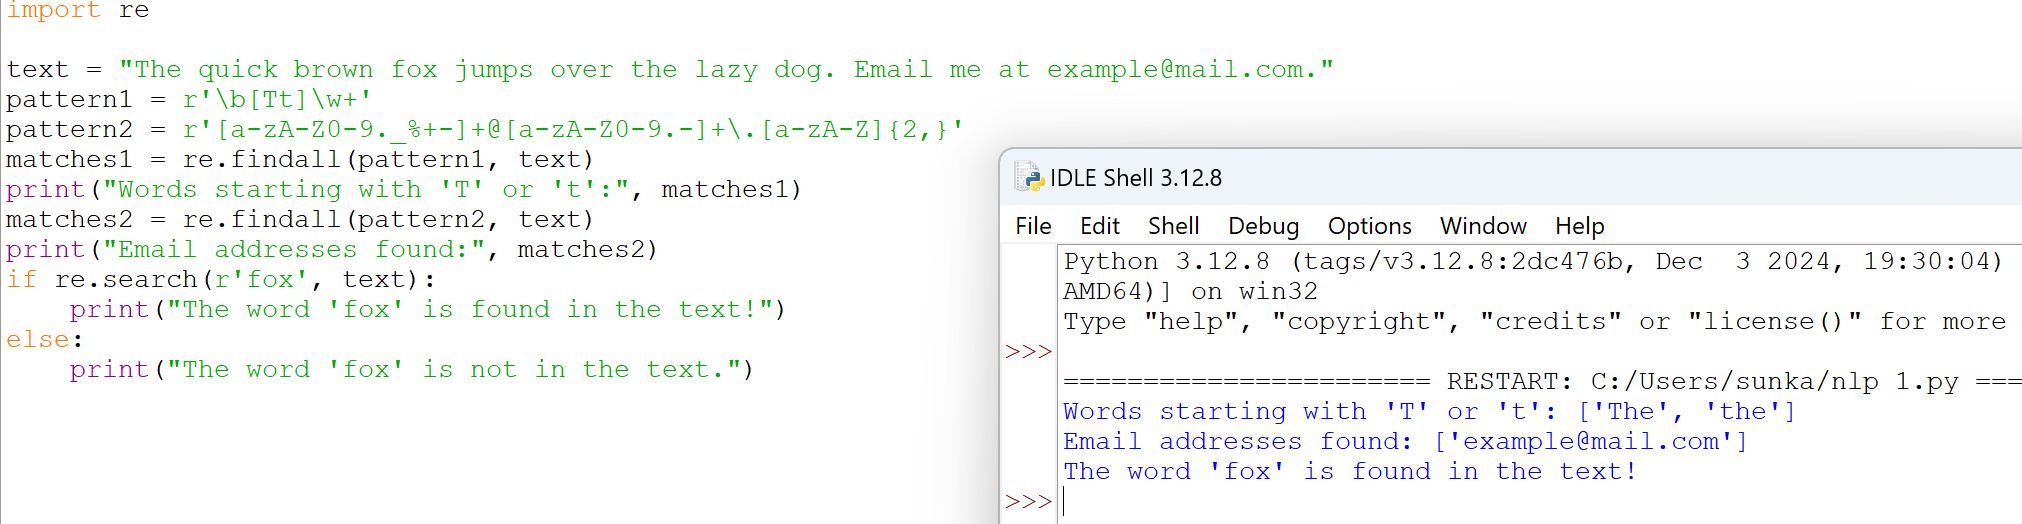 import re
text = "The quick brown fox jumps over the lazy dog. Email me at example@mail.com."
pattern1 = r'\b[Tt]\w+'
pattern2 = r'[a-zA-Z0-9._%+-]+@[a-zA-Z0-9.-]+\.[a-zA-Z]{2,}'
matches1 = re.findall(pattern1, text)
print("Words starting with 'T' or 't':", matches1)
matches2 = re.findall(pattern2, text)
print("Email addresses found:", matches2)
if re.search(r'fox', text):
    print("The word 'fox' is found in the text!")
else:
    print("The word 'fox' is not in the text.")
IDLE Shell 3.12.8
File Edit Shell Debug Options Window Help
Python 3.12.8 (tags/v3.12.8:2dc476b, Dec  3 2024, 19:30:04)
AMD64)] on win32
Type "help", "copyright", "credits" or "license()" for more
>>>
======================= RESTART: C:/Users/sunka/nlp 1.py ===
Words starting with 'T' or 't': ['The', 'the']
Email addresses found: ['example@mail.com']
The word 'fox' is found in the text!
>>>